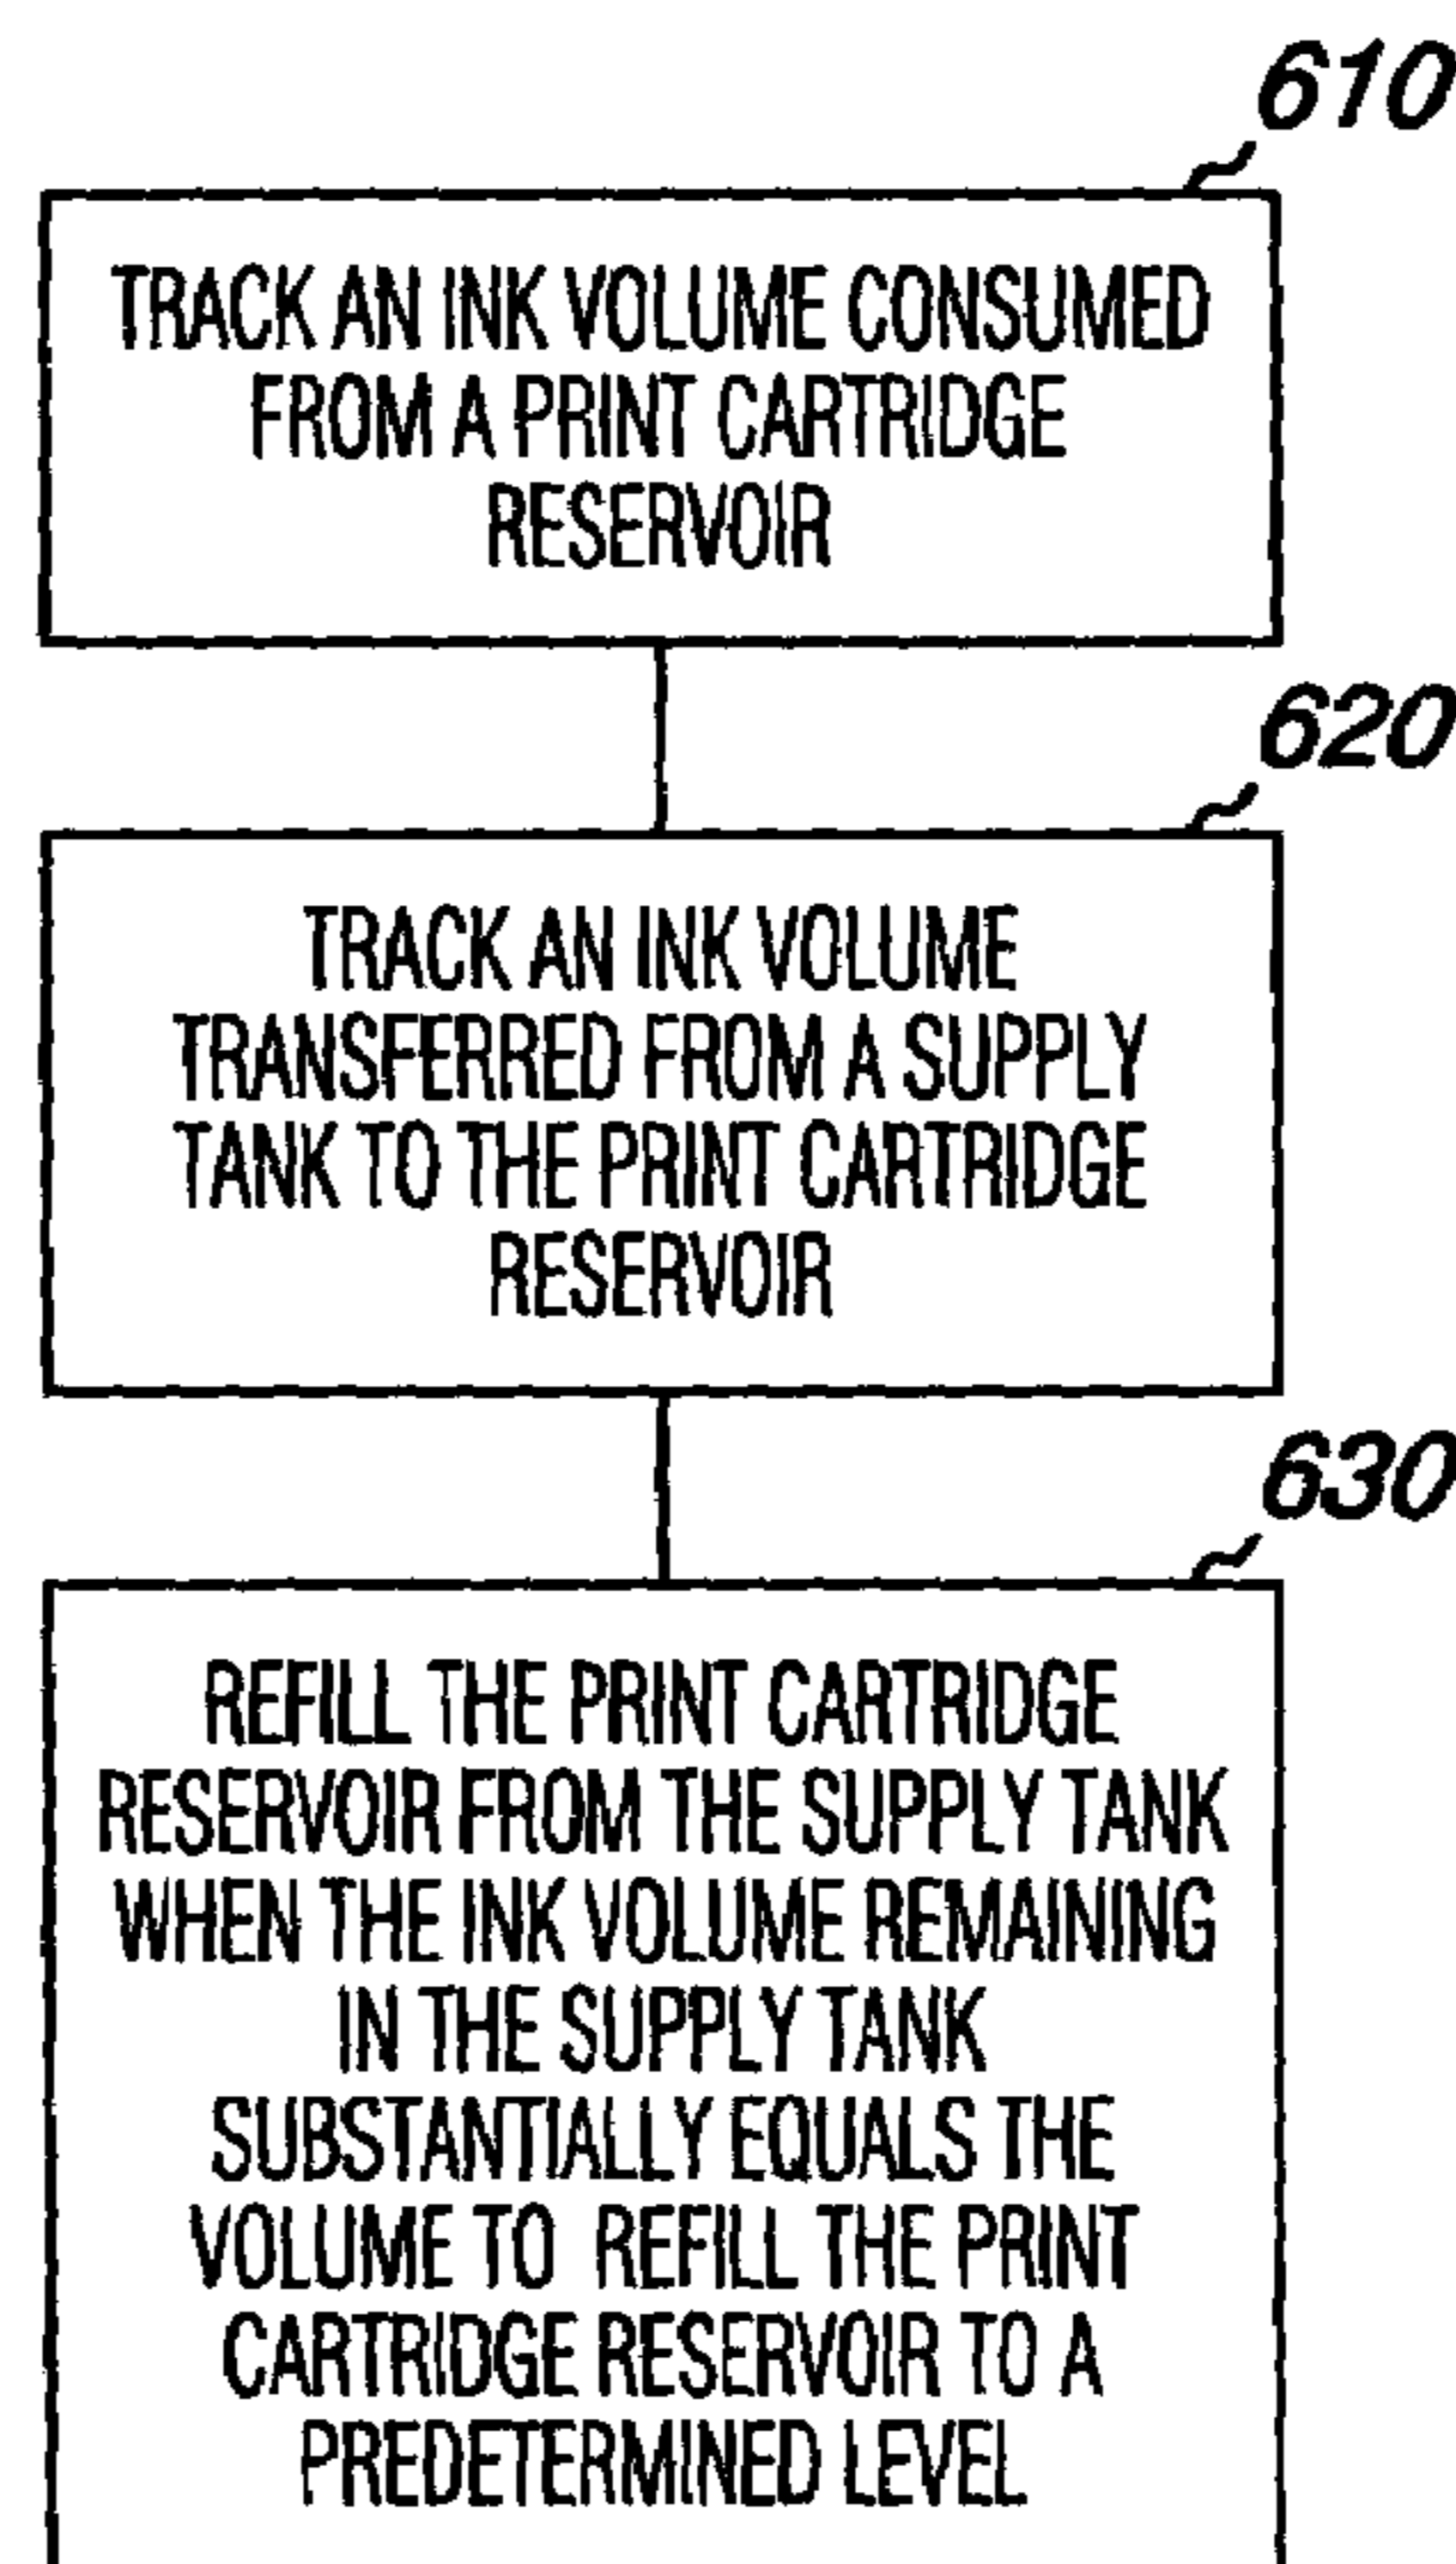 610
TRACK AN INK VOLUME CONSUMED
FROM A PRINT CARTRIDGE
RESERVOIR
620
TRACK AN INK VOLUME
TRANSFERRED FROM A SUPPLY
TANK TO THE PRINT CARTRIDGE
RESERVOIR
630
REFILL THE PRINT CARTRIDGE
RESERVOIR FROM THE SUPPLY TANK
WHEN THE INK VOLUME REMAINING
IN THE SUPPLY TANK
SUBSTANTIALLY EQUALS THE
VOLUME TO REFILL THE PRINT
CARTRIDGE RESERVOIR TO A
PREDETERMINED LEVEL